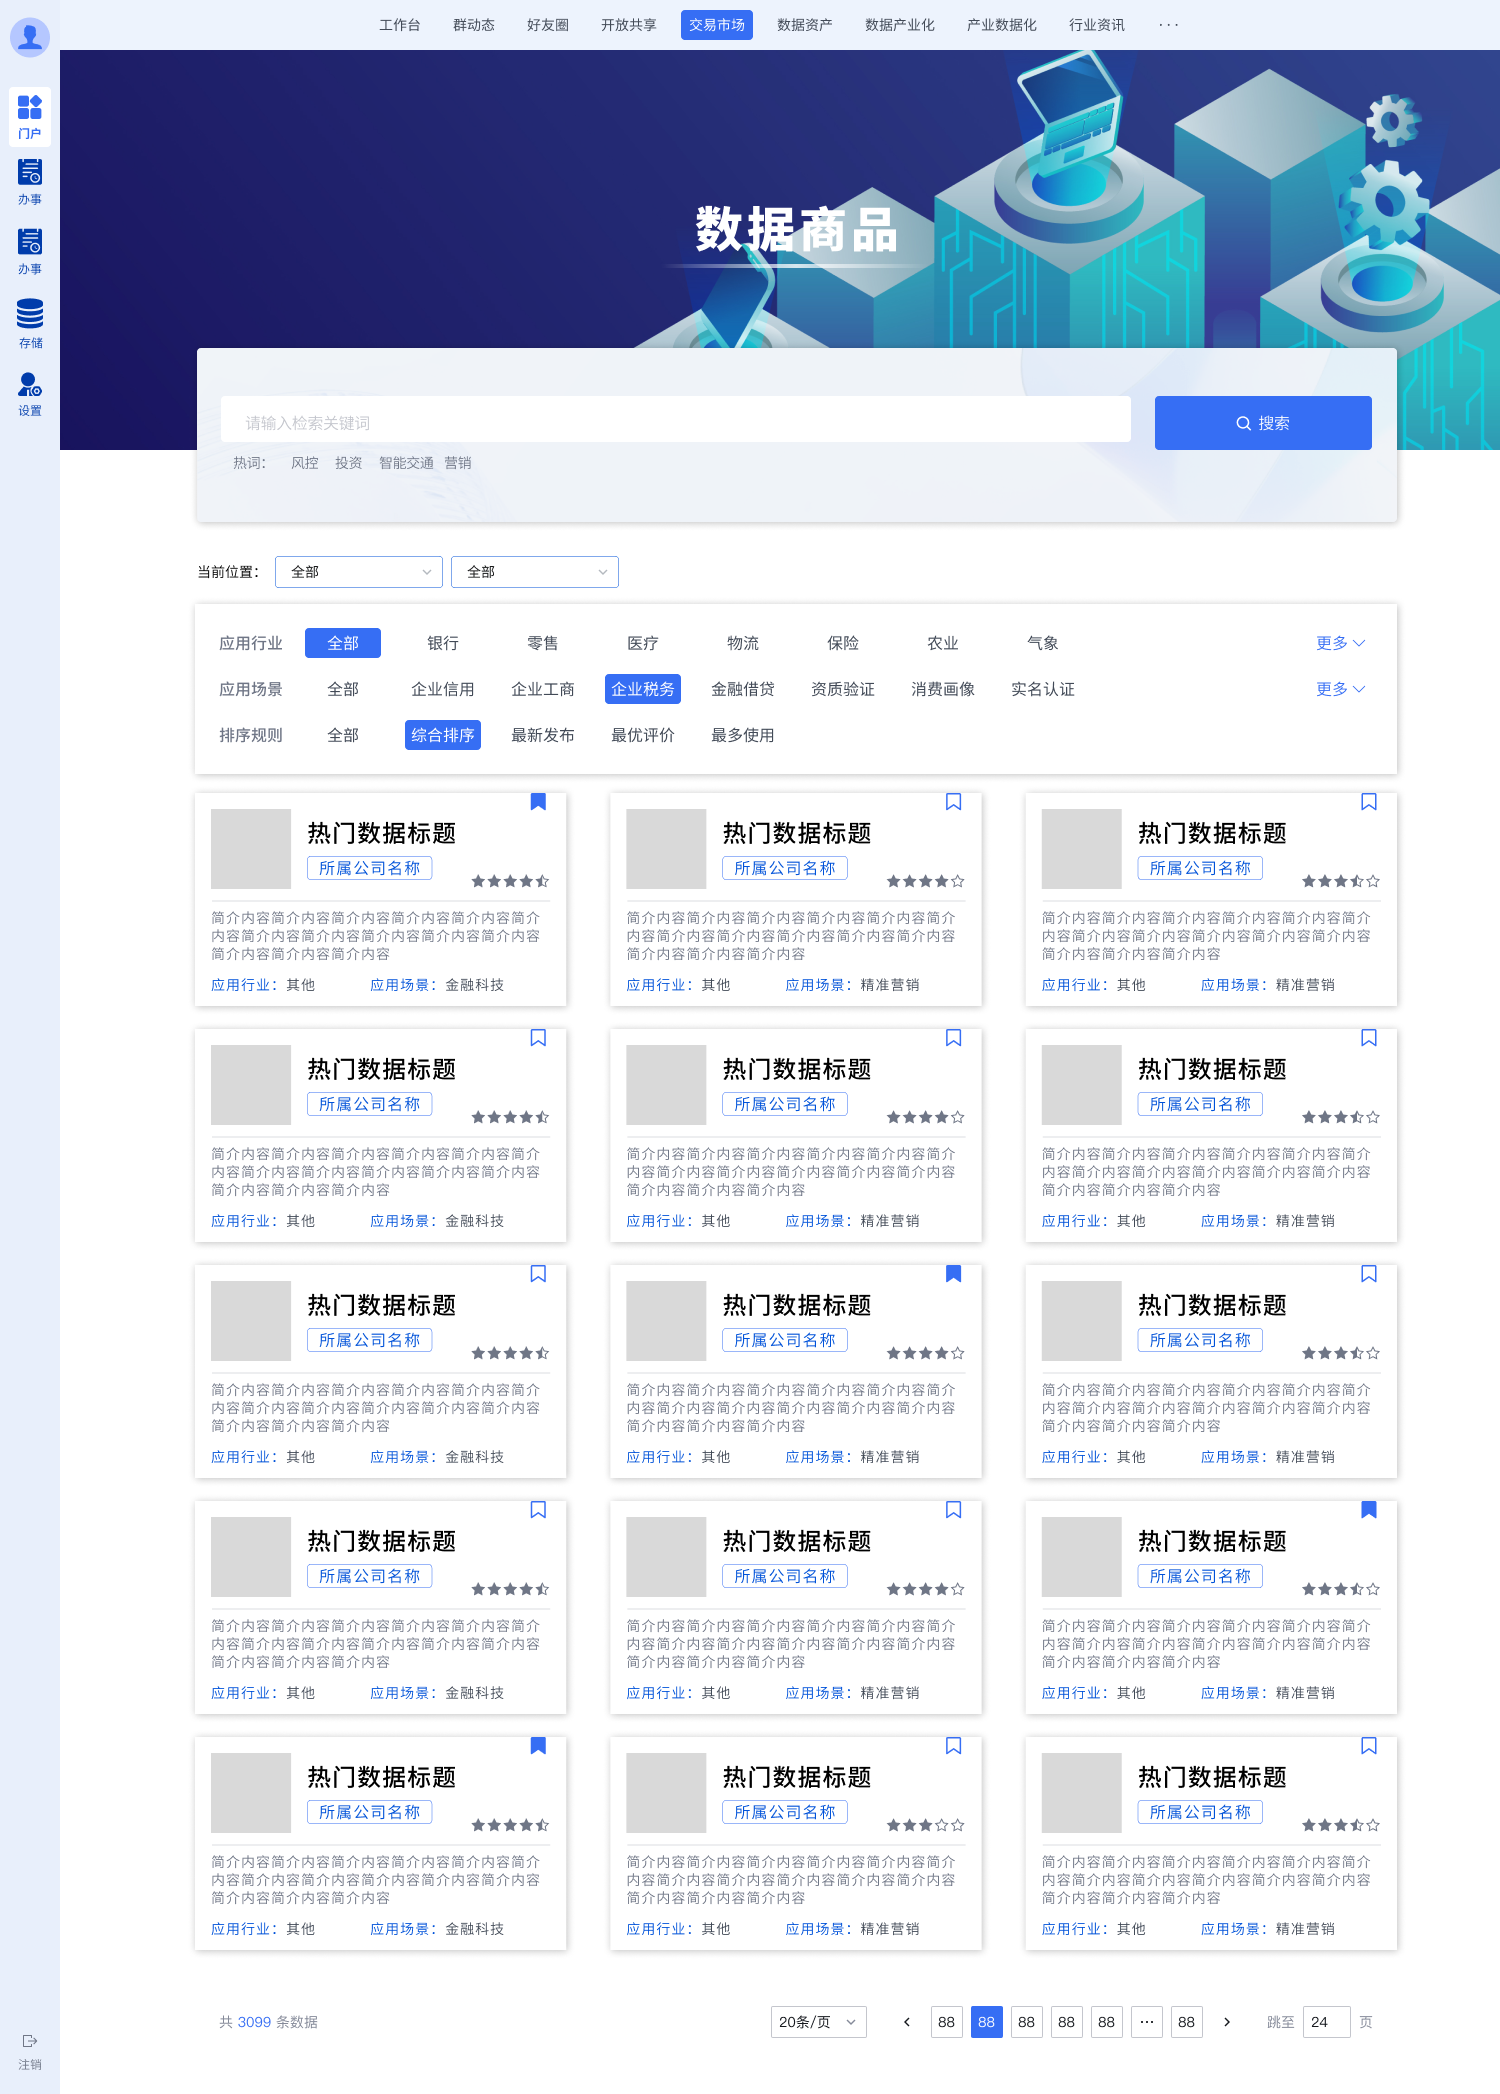 工作台 群动态 好友圈 开放共享 交易市场 数据资产 数据产业化 产业数据化 行业资讯 ···
门户
办事
办事
存储
设置
数据商品
请输入检索关键词
搜索
热词： 风控 投资 智能交通 营销
当前位置： 全部 全部
应用行业 全部 银行 零售 医疗 物流 保险 农业 气象 更多
应用场景 全部 企业信用 企业工商 企业税务 金融借贷 资质验证 消费画像 实名认证 更多
排序规则 全部 综合排序 最新发布 最优评价 最多使用
热门数据标题 热门数据标题 热门数据标题
所属公司名称 所属公司名称 所属公司名称
简介内容简介内容简介内容简介内容简介内容简介 简介内容简介内容简介内容简介内容简介内容简介 简介内容简介内容简介内容简介内容简介内容简介
内容简介内容简介内容简介内容简介内容简介内容 内容简介内容简介内容简介内容简介内容简介内容 内容简介内容简介内容简介内容简介内容简介内容
简介内容简介内容简介内容 简介内容简介内容简介内容 简介内容简介内容简介内容
应用行业：其他 应用场景：金融科技 应用行业：其他 应用场景：精准营销 应用行业：其他 应用场景：精准营销
热门数据标题 热门数据标题 热门数据标题
所属公司名称 所属公司名称 所属公司名称
简介内容简介内容简介内容简介内容简介内容简介 简介内容简介内容简介内容简介内容简介内容简介 简介内容简介内容简介内容简介内容简介内容简介
内容简介内容简介内容简介内容简介内容简介内容 内容简介内容简介内容简介内容简介内容简介内容 内容简介内容简介内容简介内容简介内容简介内容
简介内容简介内容简介内容 简介内容简介内容简介内容 简介内容简介内容简介内容
应用行业：其他 应用场景：金融科技 应用行业：其他 应用场景：精准营销 应用行业：其他 应用场景：精准营销
热门数据标题 热门数据标题 热门数据标题
所属公司名称 所属公司名称 所属公司名称
简介内容简介内容简介内容简介内容简介内容简介 简介内容简介内容简介内容简介内容简介内容简介 简介内容简介内容简介内容简介内容简介内容简介
内容简介内容简介内容简介内容简介内容简介内容 内容简介内容简介内容简介内容简介内容简介内容 内容简介内容简介内容简介内容简介内容简介内容
简介内容简介内容简介内容 简介内容简介内容简介内容 简介内容简介内容简介内容
应用行业：其他 应用场景：金融科技 应用行业：其他 应用场景：精准营销 应用行业：其他 应用场景：精准营销
热门数据标题 热门数据标题 热门数据标题
所属公司名称 所属公司名称 所属公司名称
简介内容简介内容简介内容简介内容简介内容简介 简介内容简介内容简介内容简介内容简介内容简介 简介内容简介内容简介内容简介内容简介内容简介
内容简介内容简介内容简介内容简介内容简介内容 内容简介内容简介内容简介内容简介内容简介内容 内容简介内容简介内容简介内容简介内容简介内容
简介内容简介内容简介内容 简介内容简介内容简介内容 简介内容简介内容简介内容
应用行业：其他 应用场景：金融科技 应用行业：其他 应用场景：精准营销 应用行业：其他 应用场景：精准营销
热门数据标题 热门数据标题 热门数据标题
所属公司名称 所属公司名称 所属公司名称
简介内容简介内容简介内容简介内容简介内容简介 简介内容简介内容简介内容简介内容简介内容简介 简介内容简介内容简介内容简介内容简介内容简介
内容简介内容简介内容简介内容简介内容简介内容 内容简介内容简介内容简介内容简介内容简介内容 内容简介内容简介内容简介内容简介内容简介内容
简介内容简介内容简介内容 简介内容简介内容简介内容 简介内容简介内容简介内容
应用行业：其他 应用场景：金融科技 应用行业：其他 应用场景：精准营销 应用行业：其他 应用场景：精准营销
共 3099 条数据 20条/页 88 88 88 88 88 ··· 88 跳至 24 页
注销